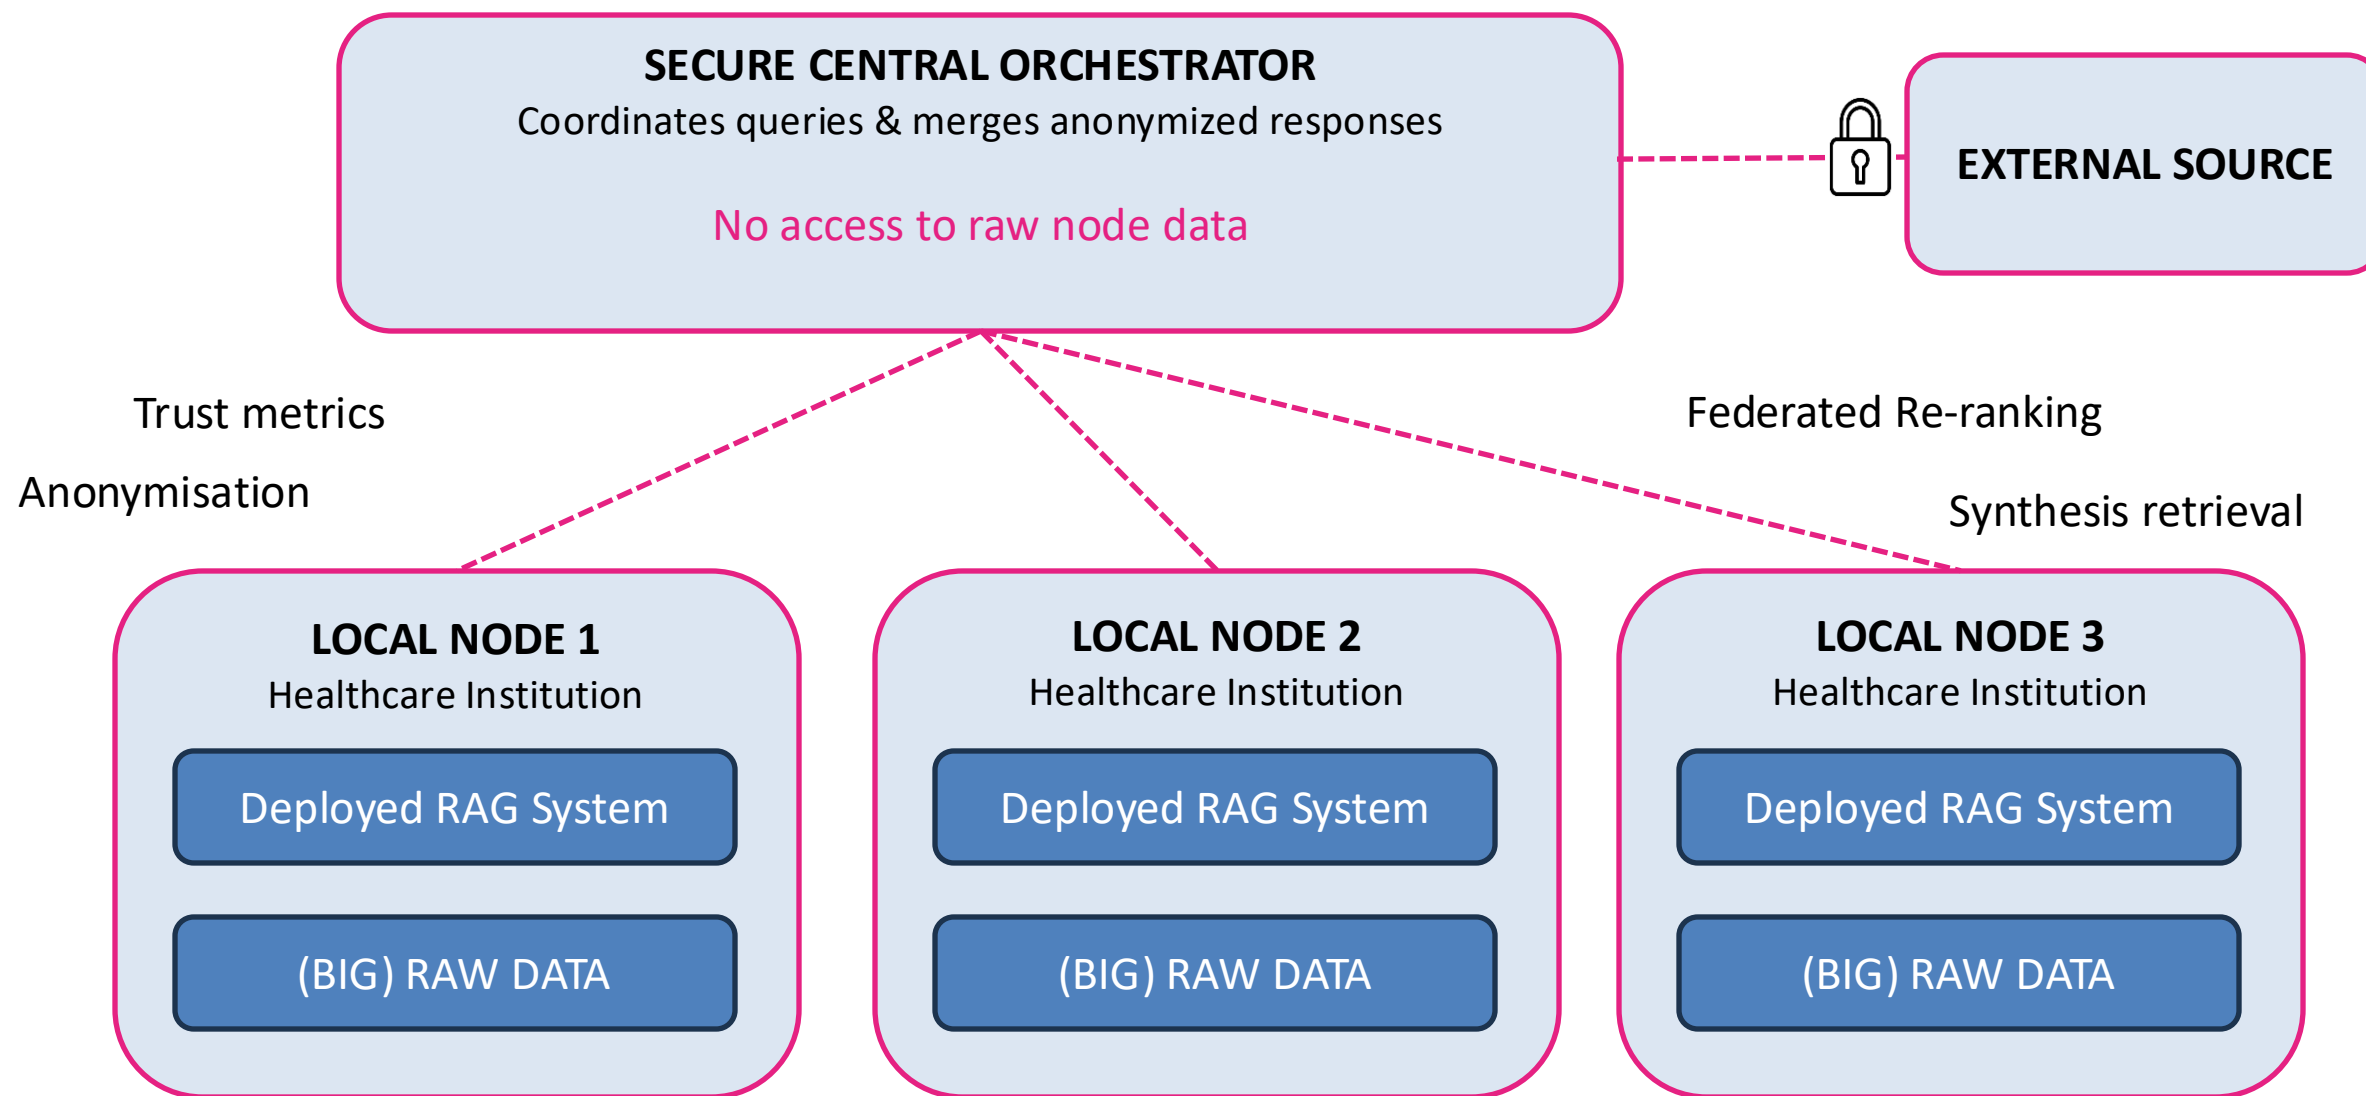 SECURE CENTRAL ORCHESTRATOR
Coordinates queries & merges anonymized responses
No access to raw node data
EXTERNAL SOURCE
Trust metrics
Anonymisation
Federated Re-ranking
Synthesis retrieval
LOCAL NODE 1
Healthcare Institution
Deployed RAG System
(BIG) RAW DATA
LOCAL NODE 2
Healthcare Institution
Deployed RAG System
(BIG) RAW DATA
LOCAL NODE 3
Healthcare Institution
Deployed RAG System
(BIG) RAW DATA